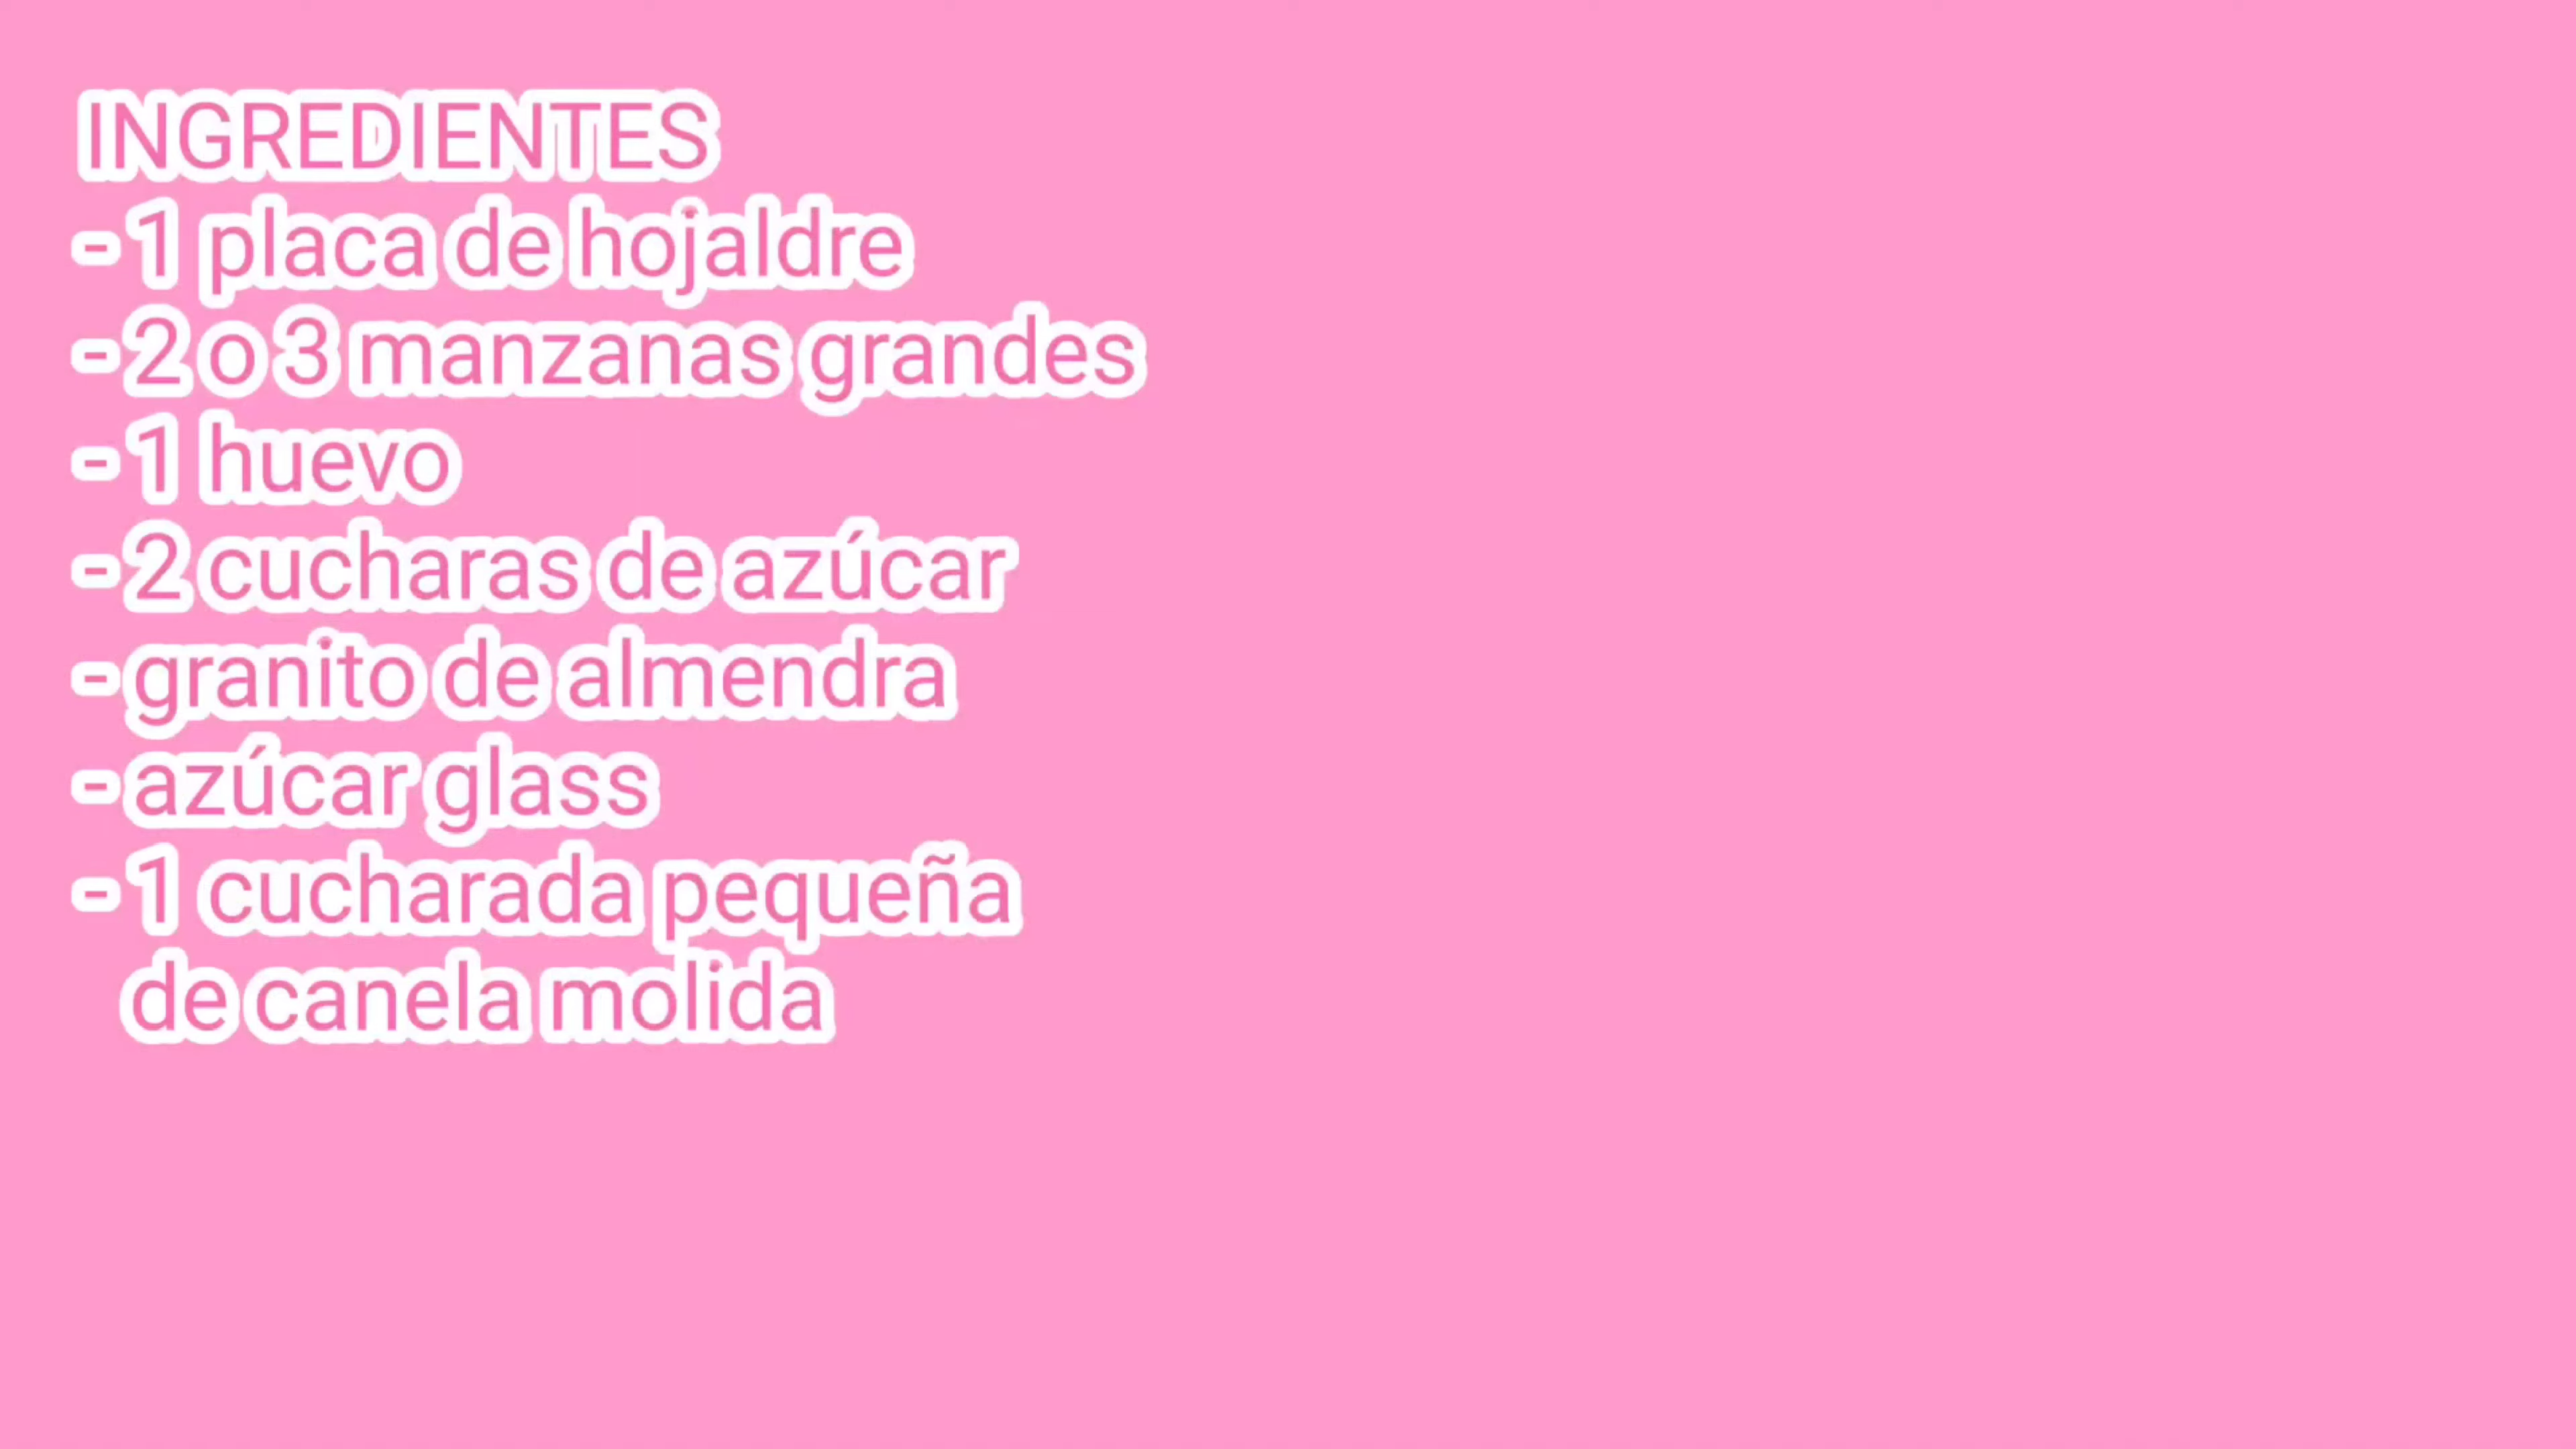 INGREDIENTES
- 1 placa de hojaldre
- 2 o 3 manzanas grandes
- 1 huevo
- 2 cucharas de azúcar
- granito de almendra
- azúcar glass
- 1 cucharada pequeña
de canela molida